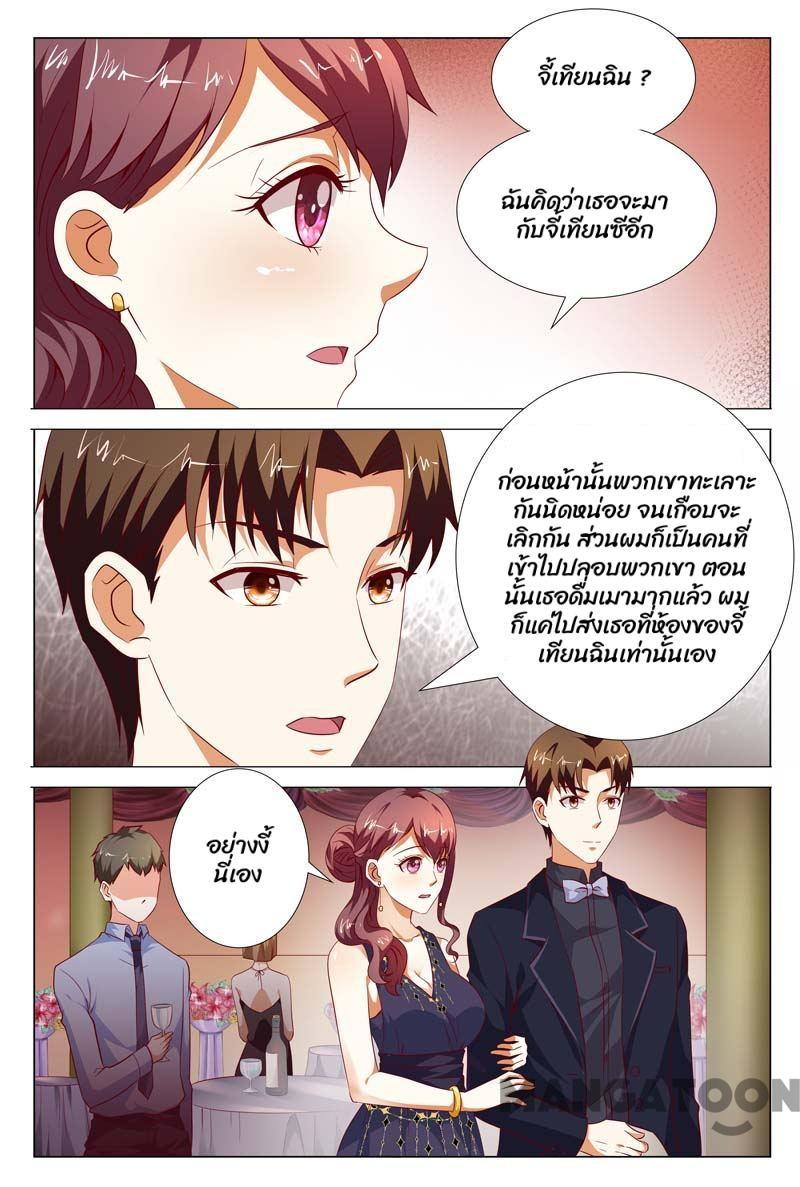 จี้เทียนฉิน ?
ฉันคิดว่าเธอจะมา
กับจี้เทียนซีอีก
ก่อนหน้านั้นพวกเขาทะเลาะ
กันนิดหน่อย จนเกือบจะ
เลิกกัน ส่วนผมก็เป็นคนที่
เข้าไปปลอบพวกเขา ตอน
นั้นเธอดื่มเมามากแล้ว ผม
ก็แค่ไปส่งเธอที่ห้องของจี้
เทียนฉินเท่านั้นเอง
อย่างงี้
นี่เอง
MANGATOON